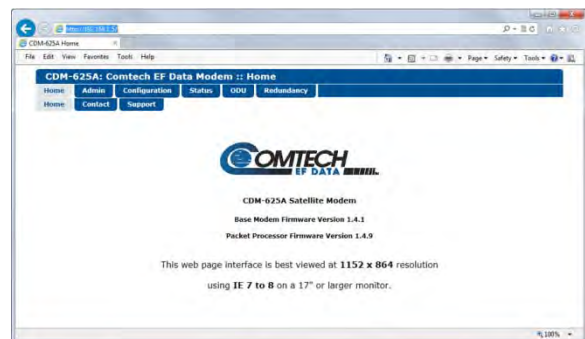 CDM-625A Home
File Edit View Favorites Tools Help
Page Safety Tools
CDM-625A: Comtech EF Data Modem :: Home
Home Admin Configuration Status ODU Redundancy
Home Contact Support
COMTECH
EF DATA
CDM-625A Satellite Modem
Base Modem Firmware Version 1.4.1
Packet Processor Firmware Version 1.4.9
This web page interface is best viewed at 1152 x 864 resolution
using IE 7 to 8 on a 17" or larger monitor.
100%